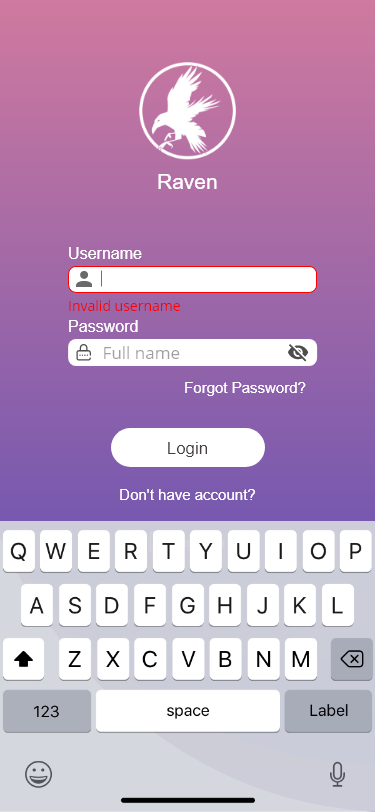 Raven
Username
Invalid username
Password
Full name
Forgot Password?
Login
Don't have account?
Q W E R T Y U I O P
A S D F G H J K L
Z X C V B N M
123 space Label